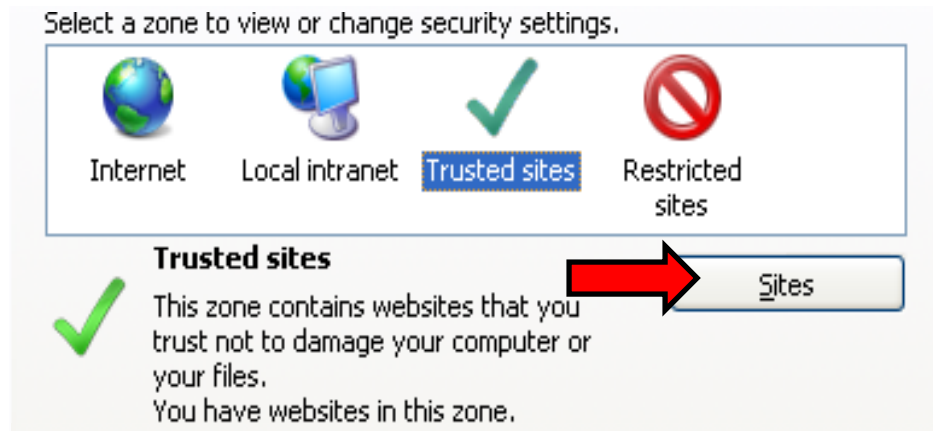 Select a zone to view or change security settings.
Internet Local intranet Trusted sites Restricted
sites
Trusted sites
Sites
This zone contains websites that you
trust not to damage your computer or
your files.
You have websites in this zone.